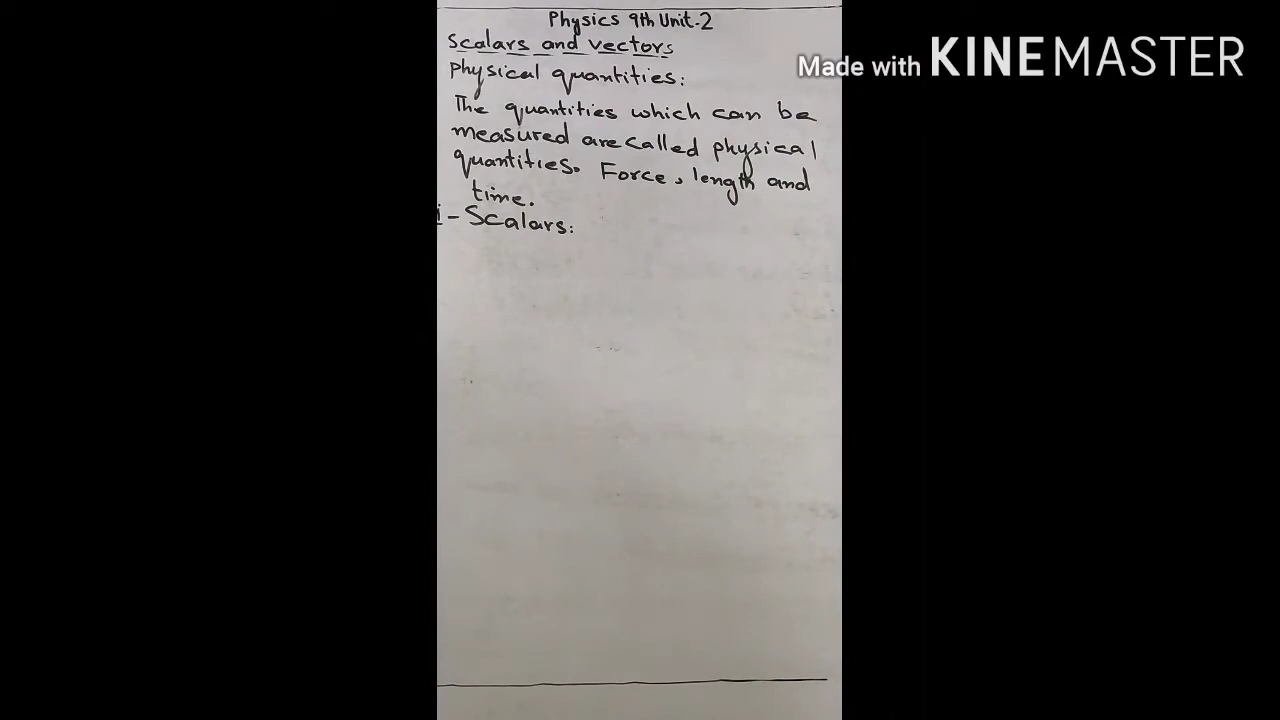 Physics 9th Unit-2
Scalars and vectors
Made with KINEMASTER
Physical quantities:
The quantities which can be
measured are called physical
quantities. Force, length and
time.
i- Scalars: